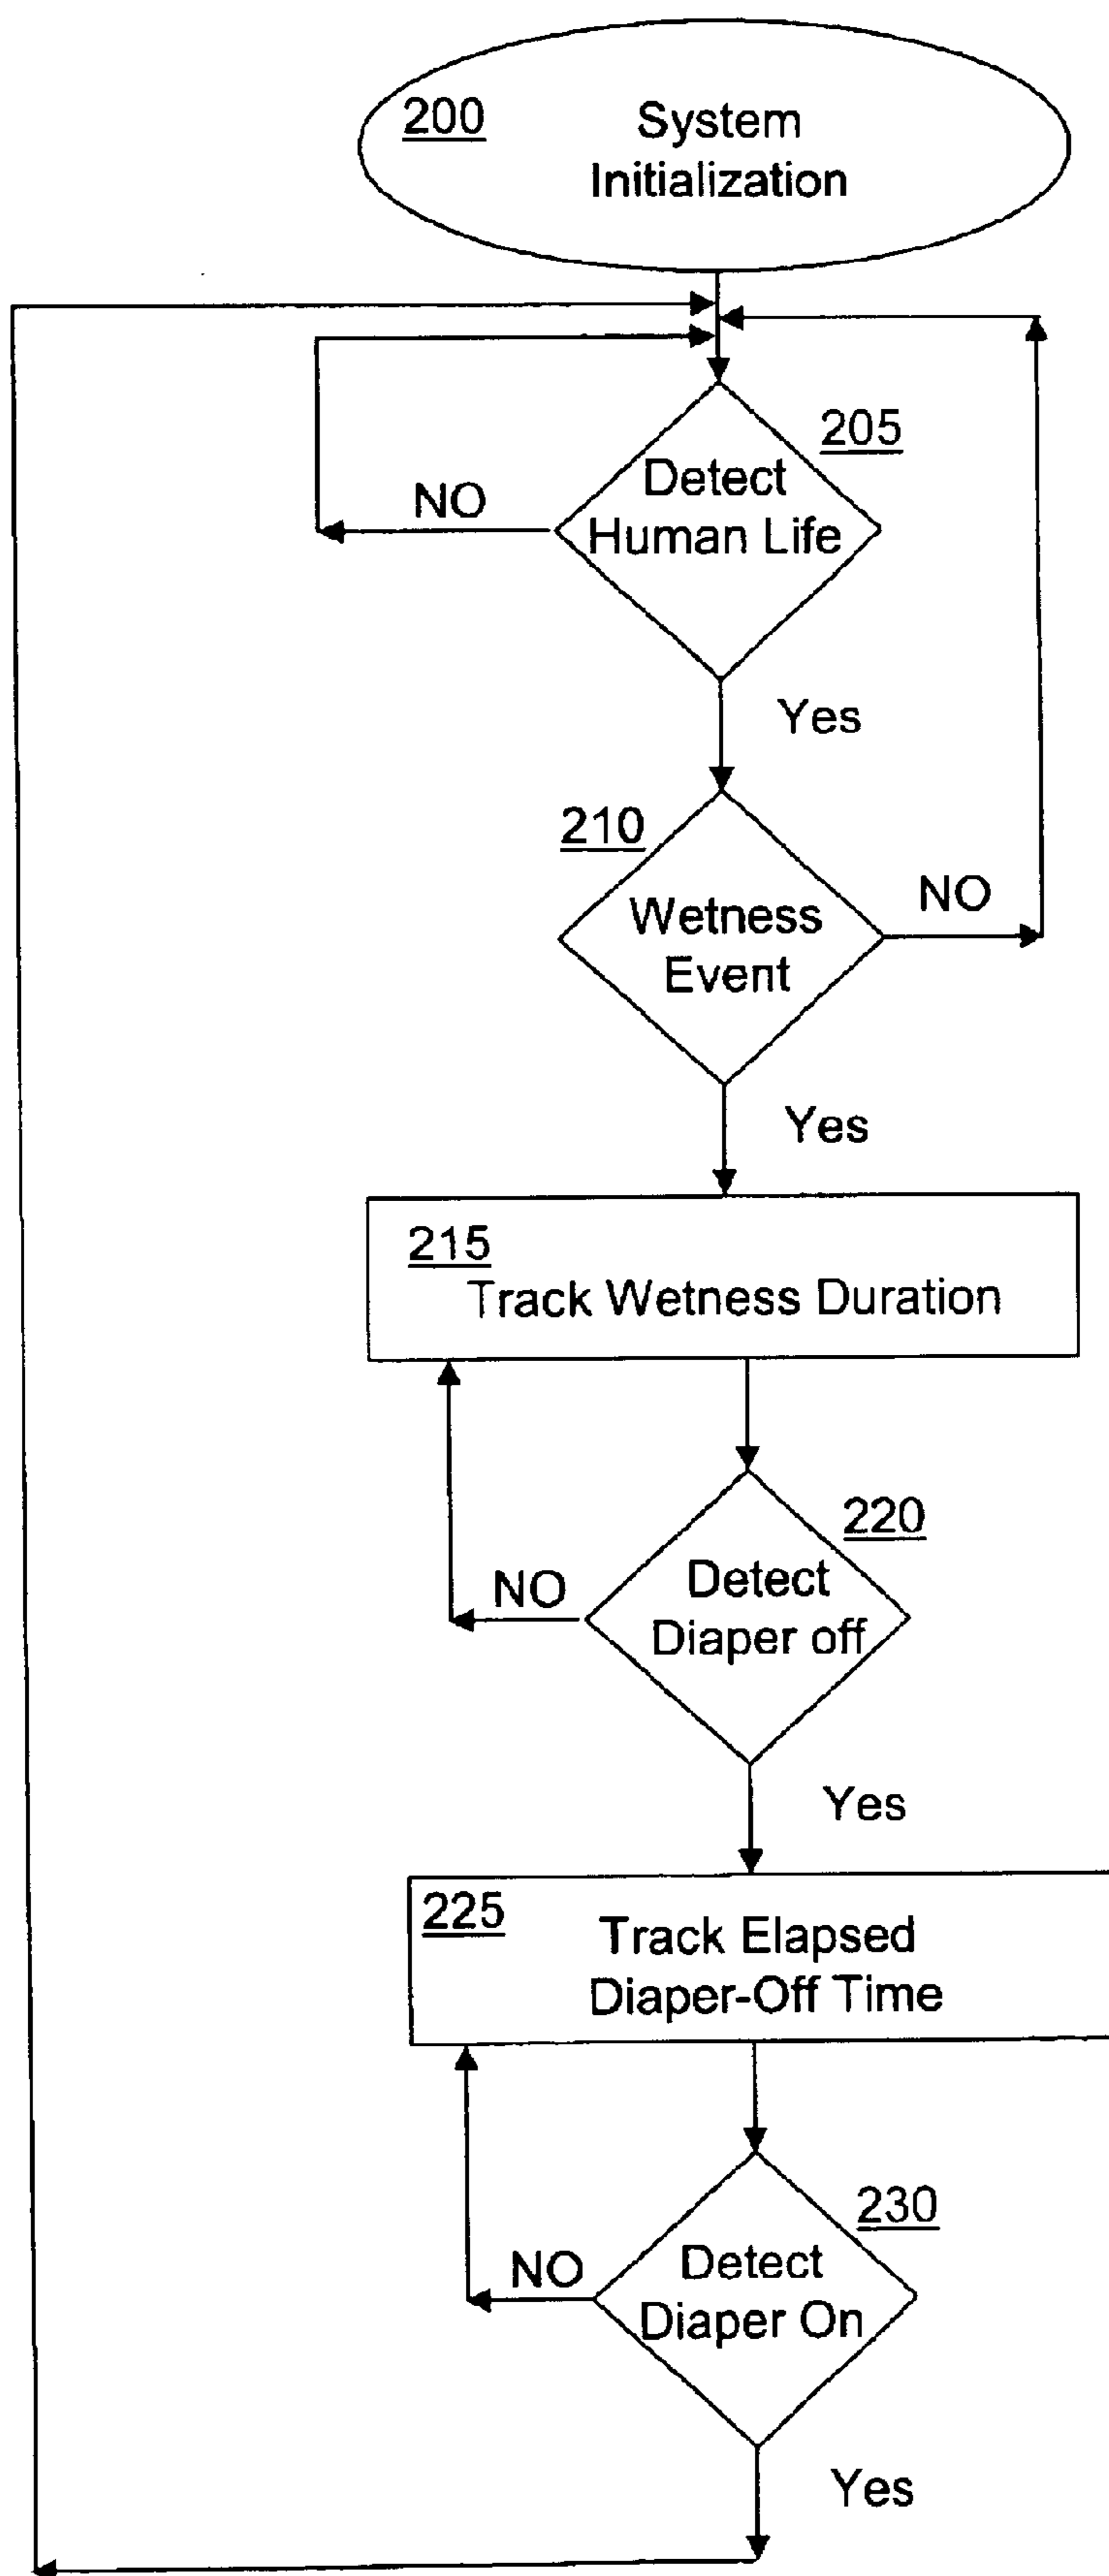 200
System
Initialization
205
Detect
Human Life
NO
Yes
210
Wetness
Event
NO
Yes
215
Track Wetness Duration
220
Detect
Diaper off
NO
Yes
225
Track Elapsed
Diaper-Off Time
230
Detect
Diaper On
NO
Yes